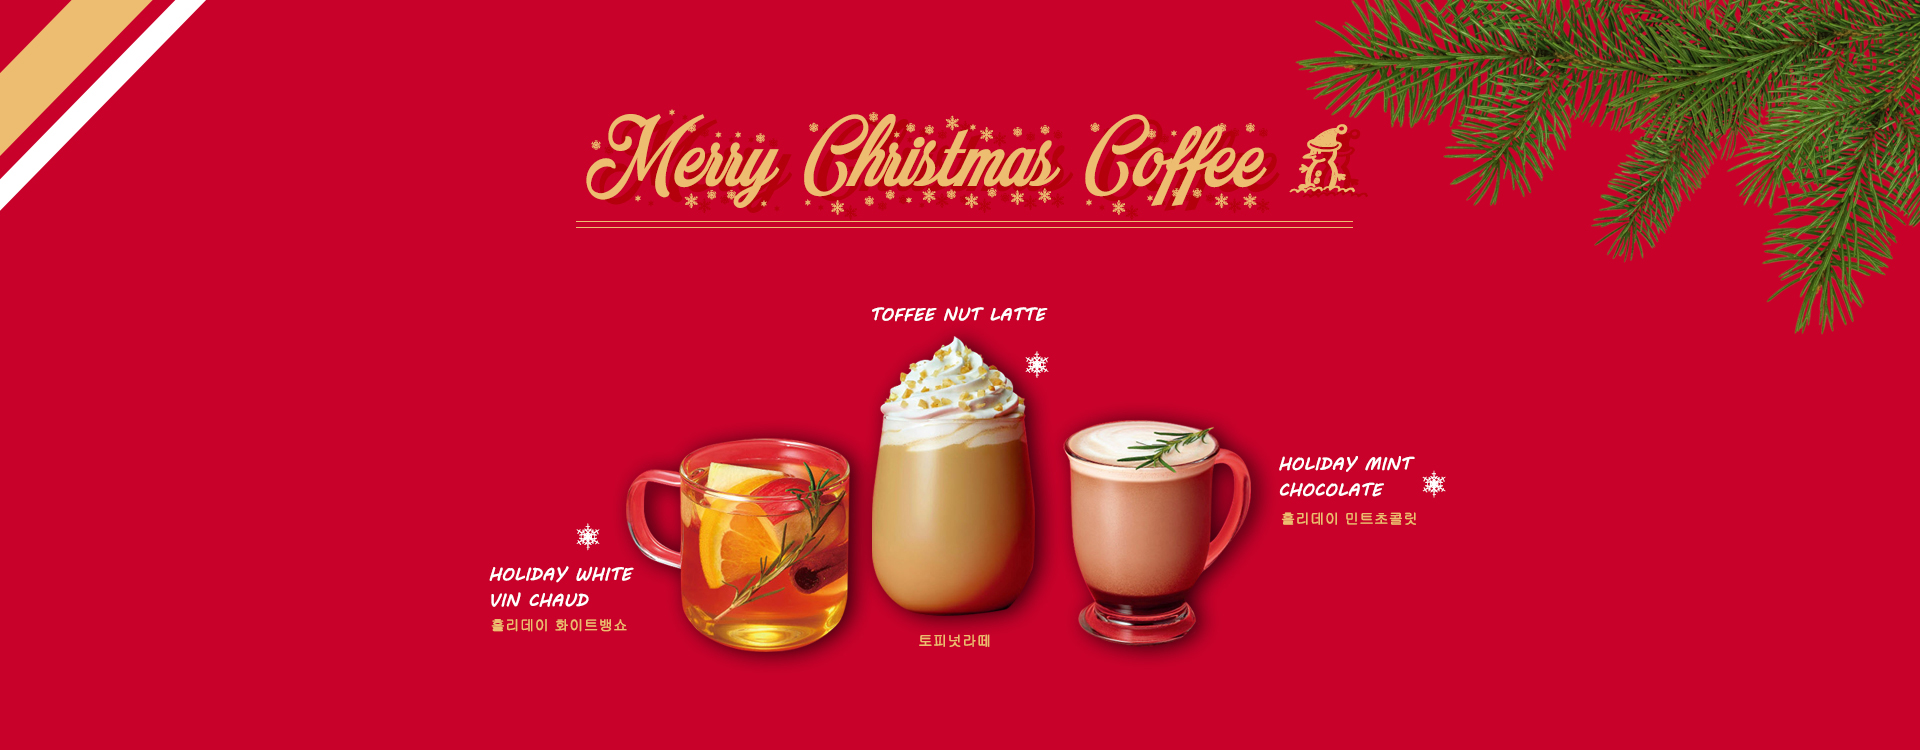 Merry Christmas Coffee
TOFFEE NUT LATTE
토피넛라떼
HOLIDAY WHITE
VIN CHAUD
홀리데이 화이트뱅쇼
HOLIDAY MINT
CHOCOLATE
홀리데이 민트초콜릿